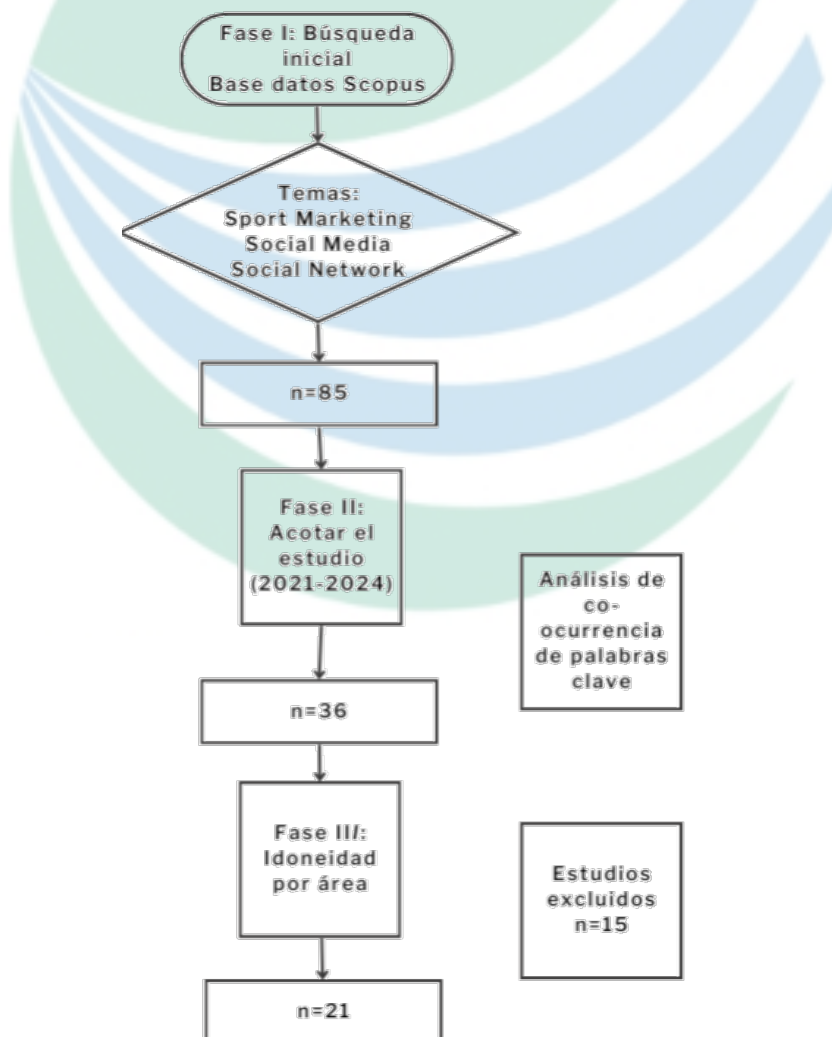 Fase I: Búsqueda
inicial
Base datos Scopus
Temas:
Sport Marketing
Social Media
Social Network
n=85
Fase II:
Acotar el
estudio
(2021-2024)
Análisis de
co-
ocurrencia
de palabras
clave
n=36
Fase III:
Idoneidad
por área
Estudios
excluidos
n=15
n=21